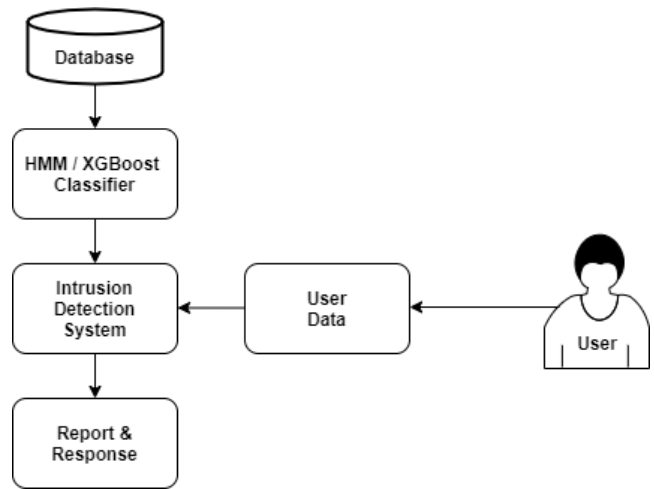 Database
HMM / XGBoost
Classifier
Intrusion
Detection
System
User
Data
User
Report &
Response